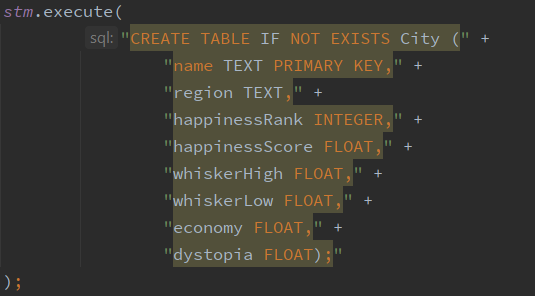 stm.execute(
sql: "CREATE TABLE IF NOT EXISTS City (" +
"name TEXT PRIMARY KEY," +
"region TEXT," +
"happinessRank INTEGER," +
"happinessScore FLOAT," +
"whiskerHigh FLOAT," +
"whiskerLow FLOAT," +
"economy FLOAT," +
"dystopia FLOAT);"
);